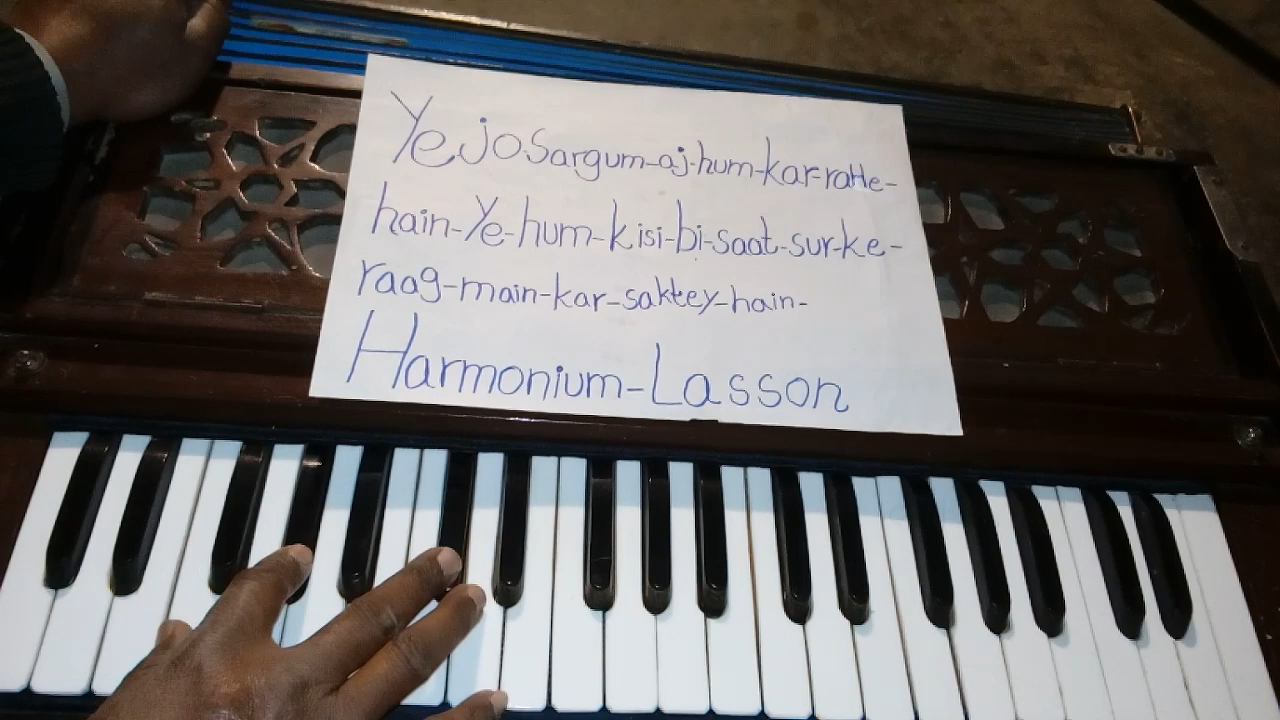 Ye jo Sargum-aj-hum-kar-rahe-
hain-Ye-hum-kisi-bi-saat-sur-ke-
raag-main-kar-saktey-hain-
Harmonium-Lasson